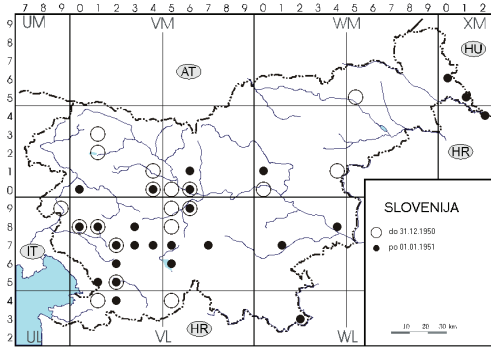 7 8 9 0 1 2 3 4 5 6 7 8 9 0 1 2 3 4 5 6 7 8 9 0 1 2
UM VM WM XM
9
8 HU
7 AT
6
5
4
3 HR
2
1
0
9 SLOVENIJA
8 do 31.12.1950
7 IT po 01.01.1951
6
5
4 10 20 30 km
3 HR
2 UL VL WL